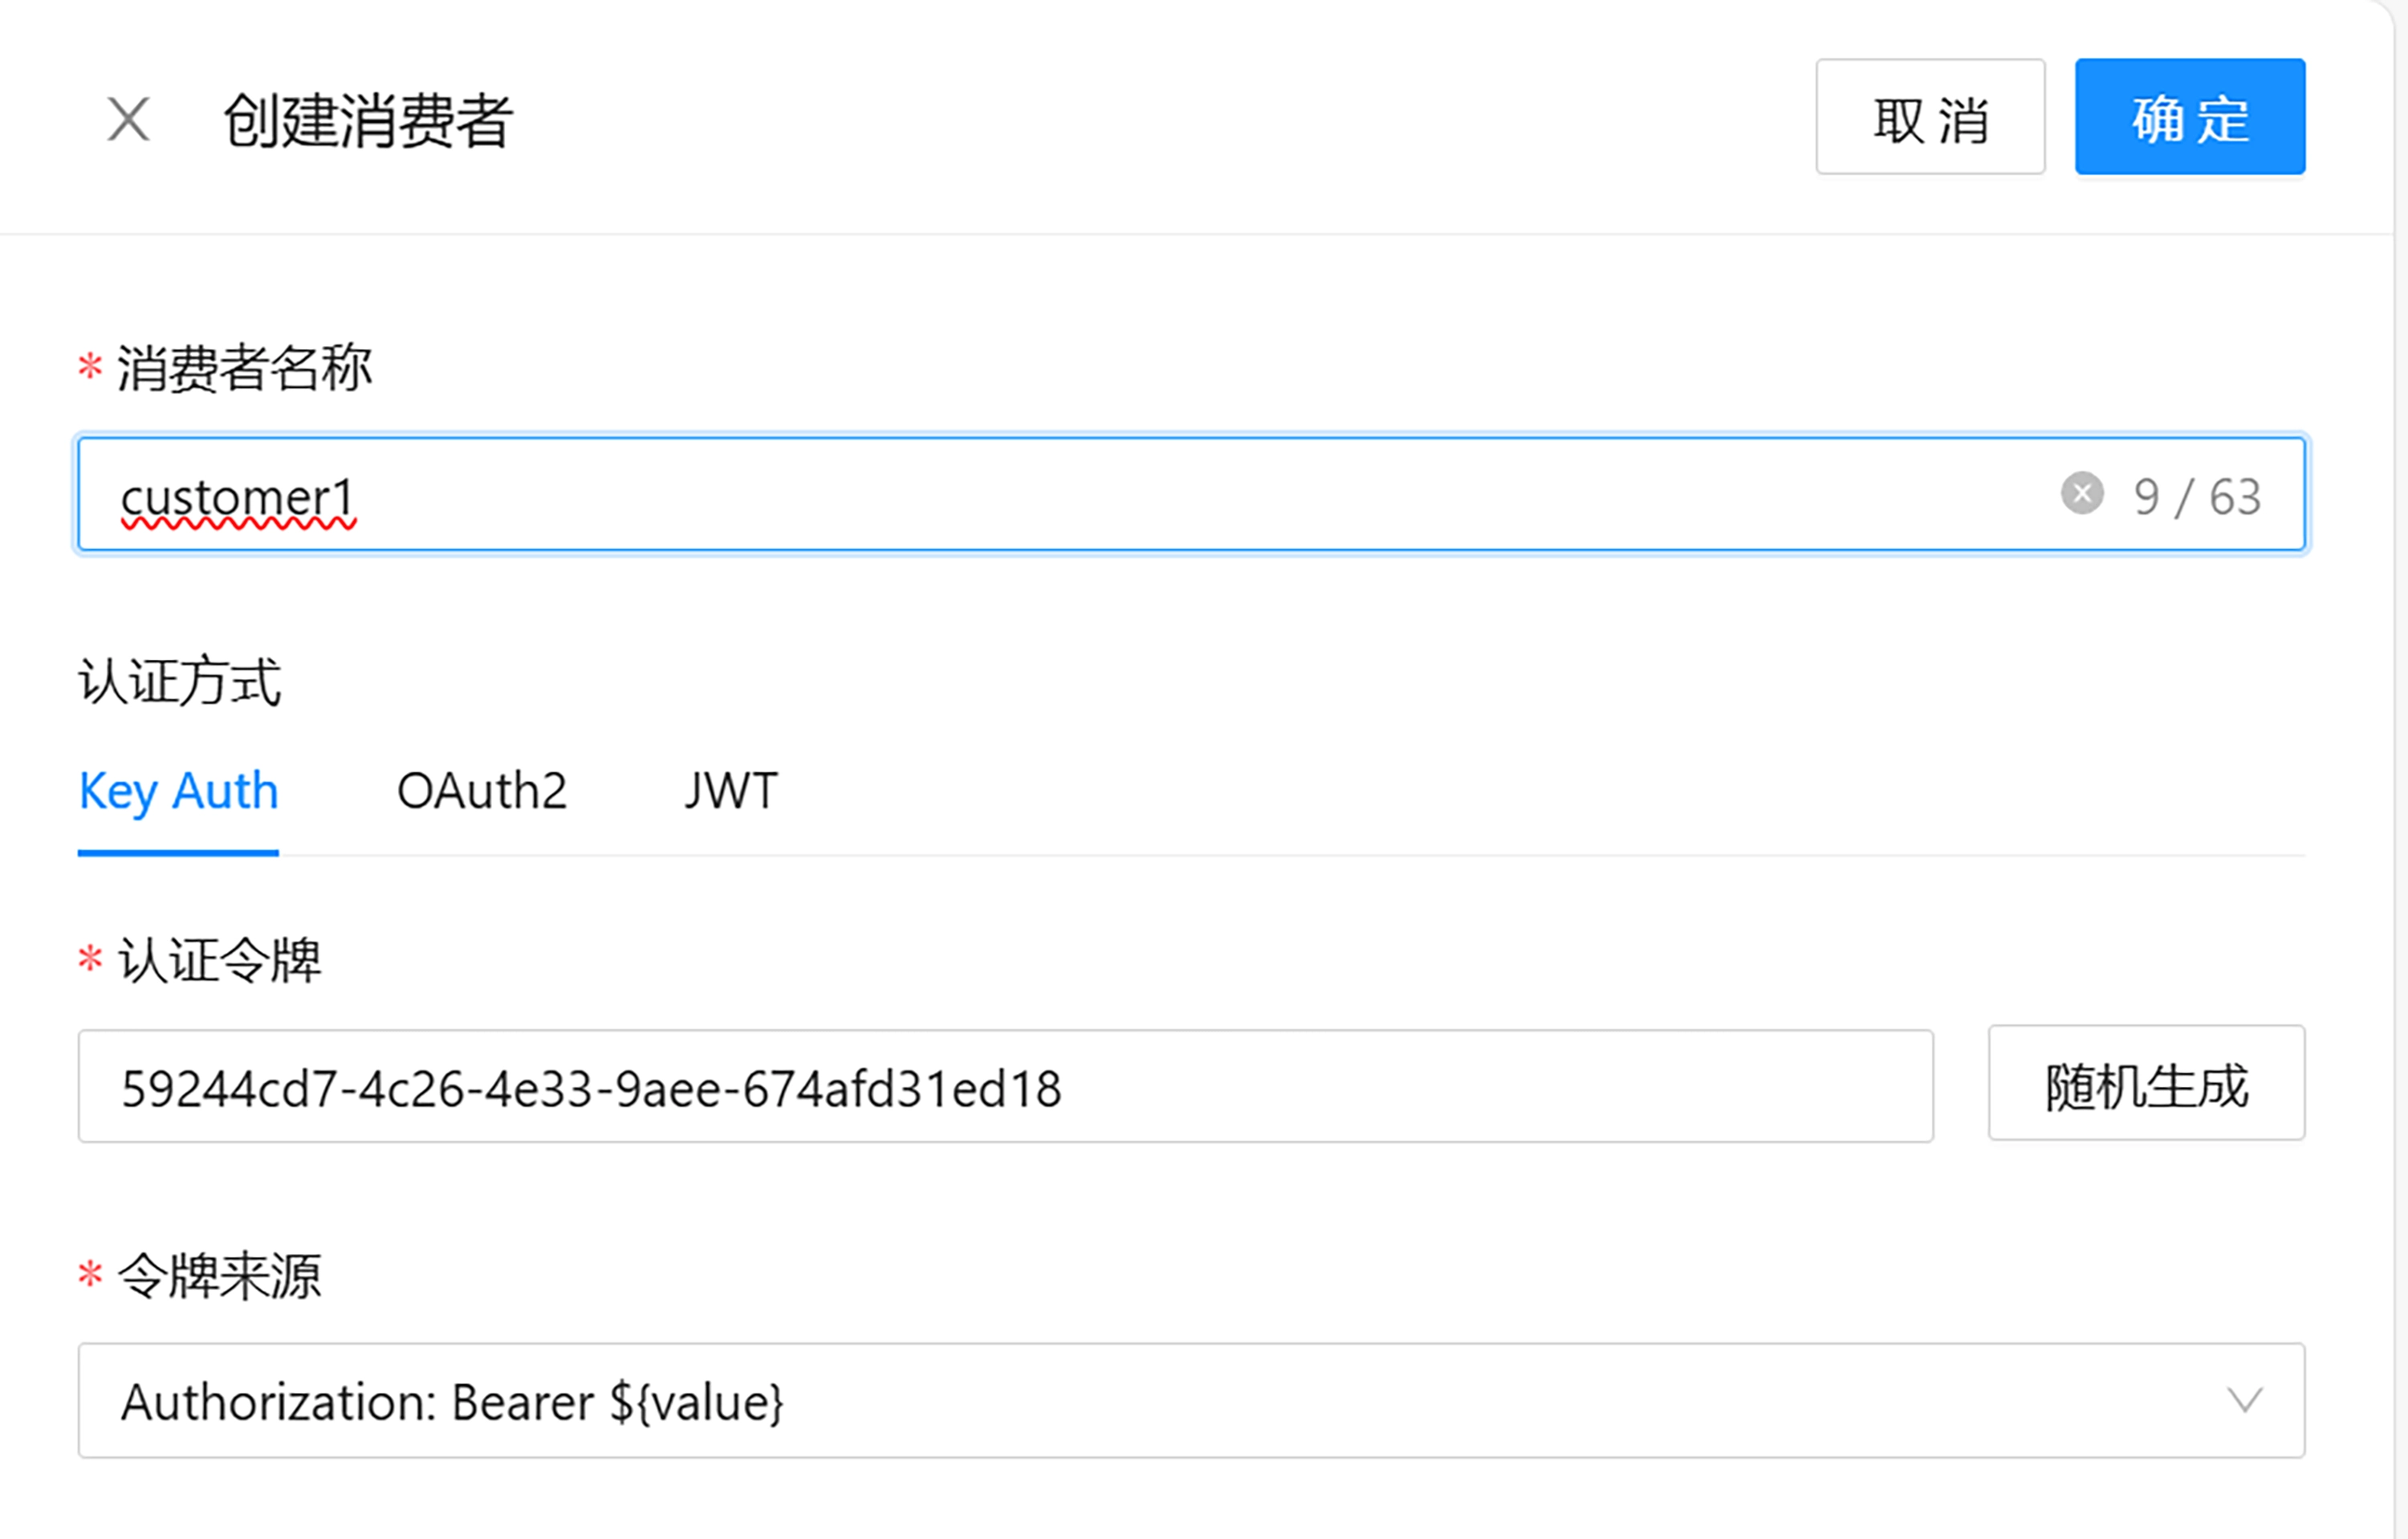 创建消费者
取 消
确 定
* 消费者名称
customer1
9 / 63
认证方式
Key Auth
OAuth2
JWT
* 认证令牌
59244cd7-4c26-4e33-9aee-674afd31ed18
随机生成
* 令牌来源
Authorization: Bearer ${value}